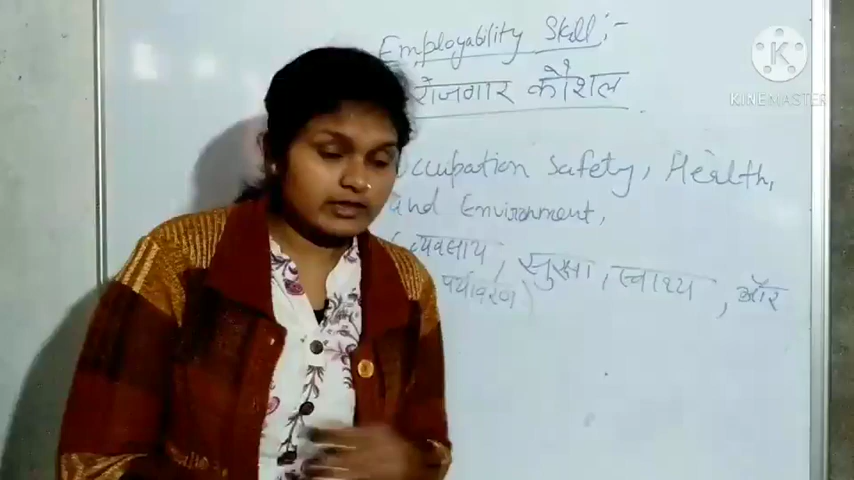 Employability Skill :-
रोजगार कौशल
Occupation Safety, Health,
and Environment,
( व्यवसाय, सुरक्षा, स्वाथ्य, और
पर्यावरण)
KINEMASTER